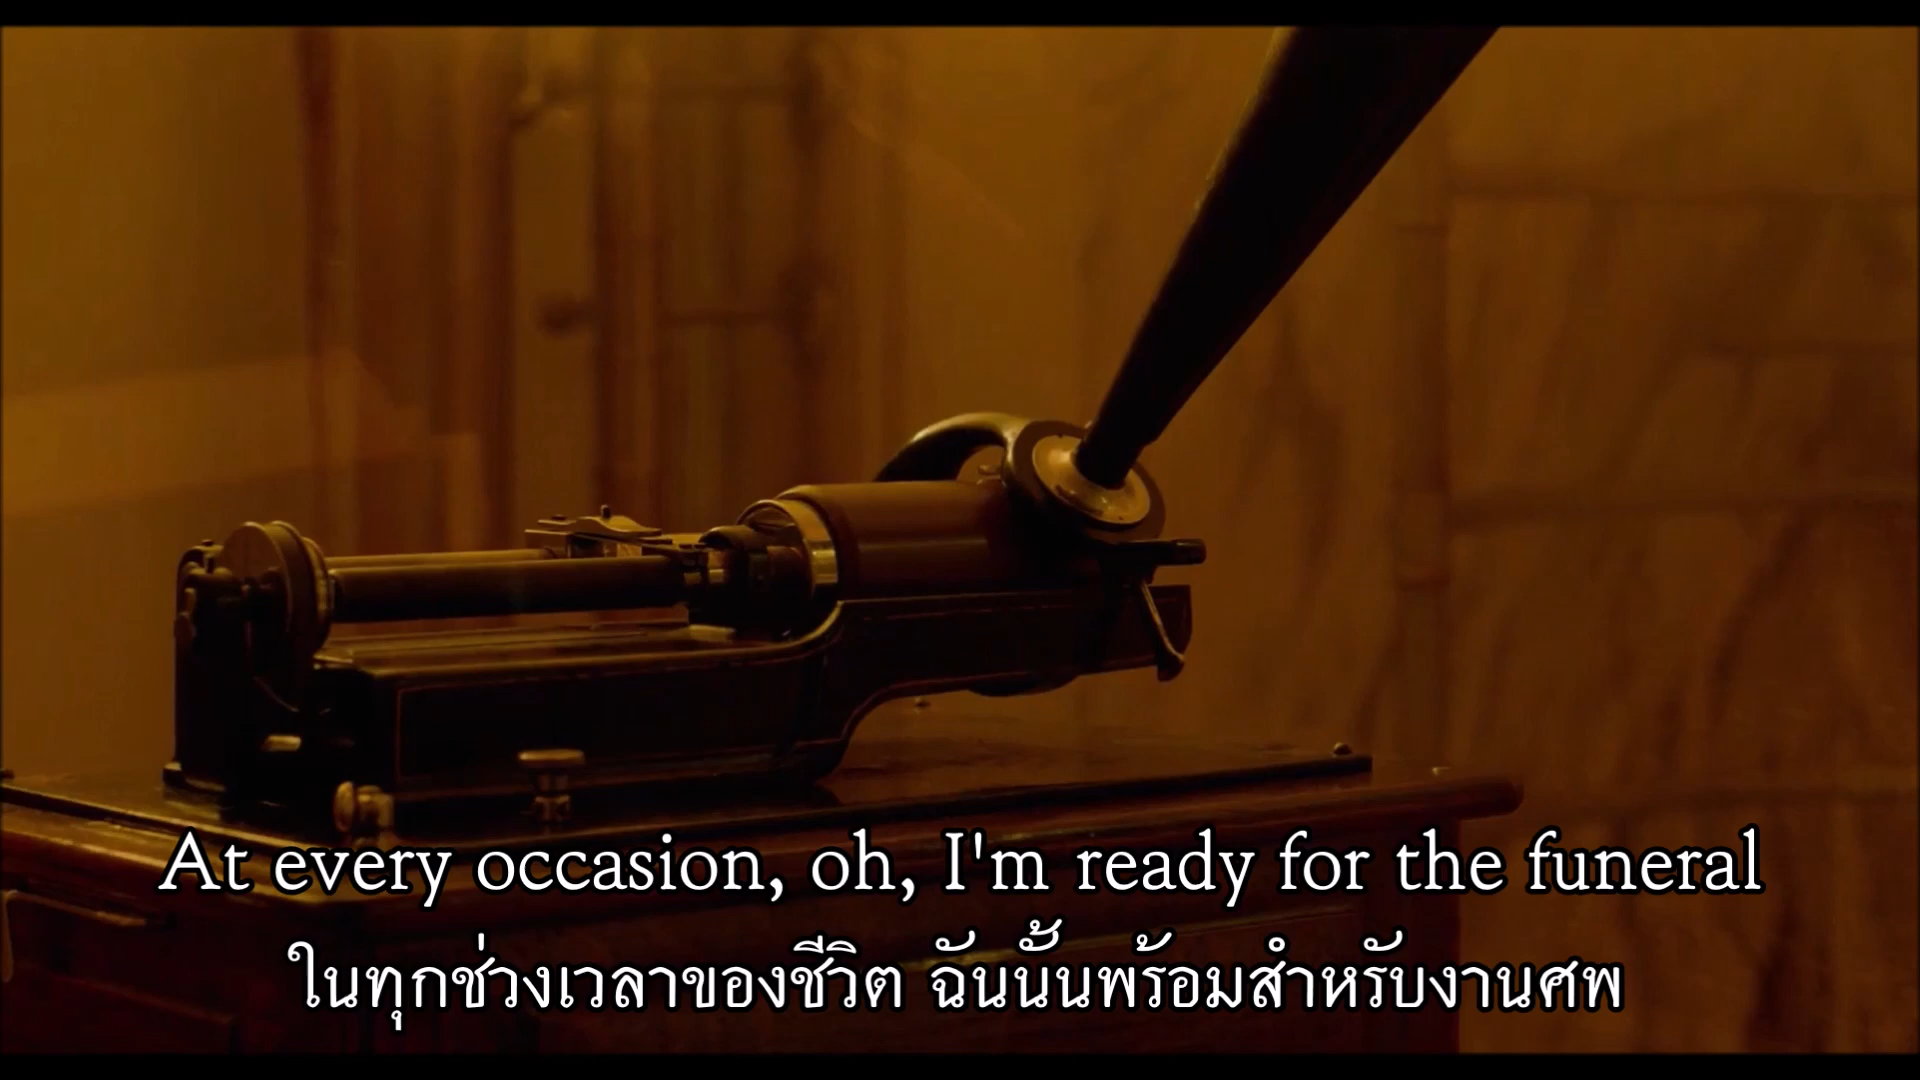 At every occasion, oh, I'm ready for the funeral
ในทุกช่วงเวลาของชีวิต ฉันนั้นพร้อมสำหรับงานศพ